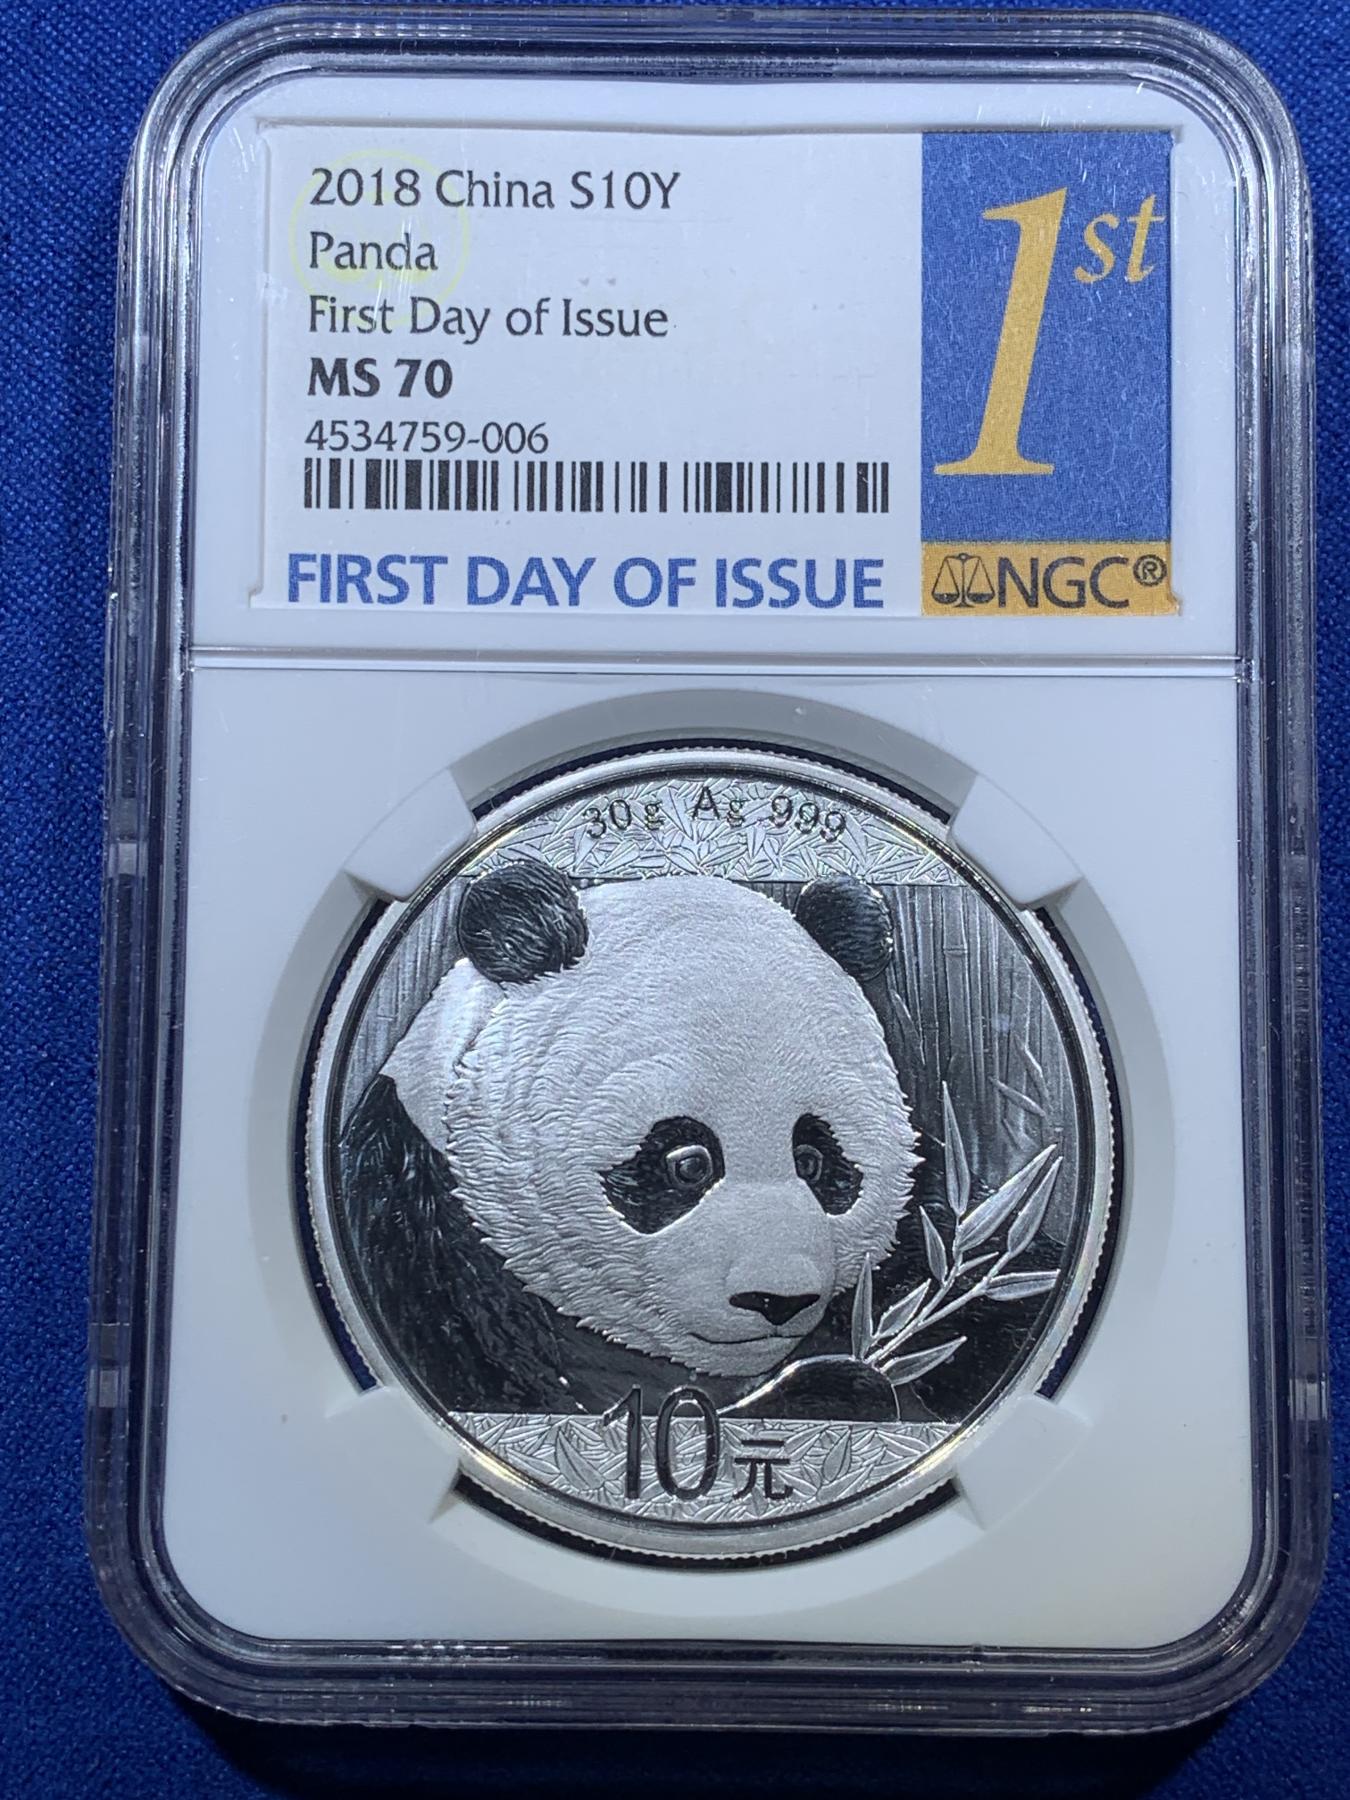 2018 China S10Y
Panda
First Day of Issue
MS 70
4534759-006
FIRST DAY OF ISSUE
1st
NGC®
30g Ag 999
10元